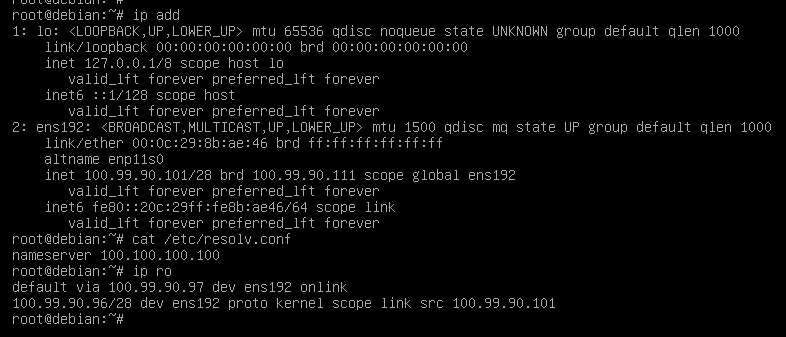 root@debian:~# ip add
1: lo: <LOOPBACK,UP,LOWER_UP> mtu 65536 qdisc noqueue state UNKNOWN group default qlen 1000
    link/loopback 00:00:00:00:00:00 brd 00:00:00:00:00:00
    inet 127.0.0.1/8 scope host lo
       valid_lft forever preferred_lft forever
    inet6 ::1/128 scope host
       valid_lft forever preferred_lft forever
2: ens192: <BROADCAST,MULTICAST,UP,LOWER_UP> mtu 1500 qdisc mq state UP group default qlen 1000
    link/ether 00:0c:29:8b:ae:46 brd ff:ff:ff:ff:ff:ff
    altname enp11s0
    inet 100.99.90.101/28 brd 100.99.90.111 scope global ens192
       valid_lft forever preferred_lft forever
    inet6 fe80::20c:29ff:fe8b:ae46/64 scope link
       valid_lft forever preferred_lft forever
root@debian:~# cat /etc/resolv.conf
nameserver 100.100.100.100
root@debian:~# ip ro
default via 100.99.90.97 dev ens192 onlink
100.99.90.96/28 dev ens192 proto kernel scope link src 100.99.90.101
root@debian:~#